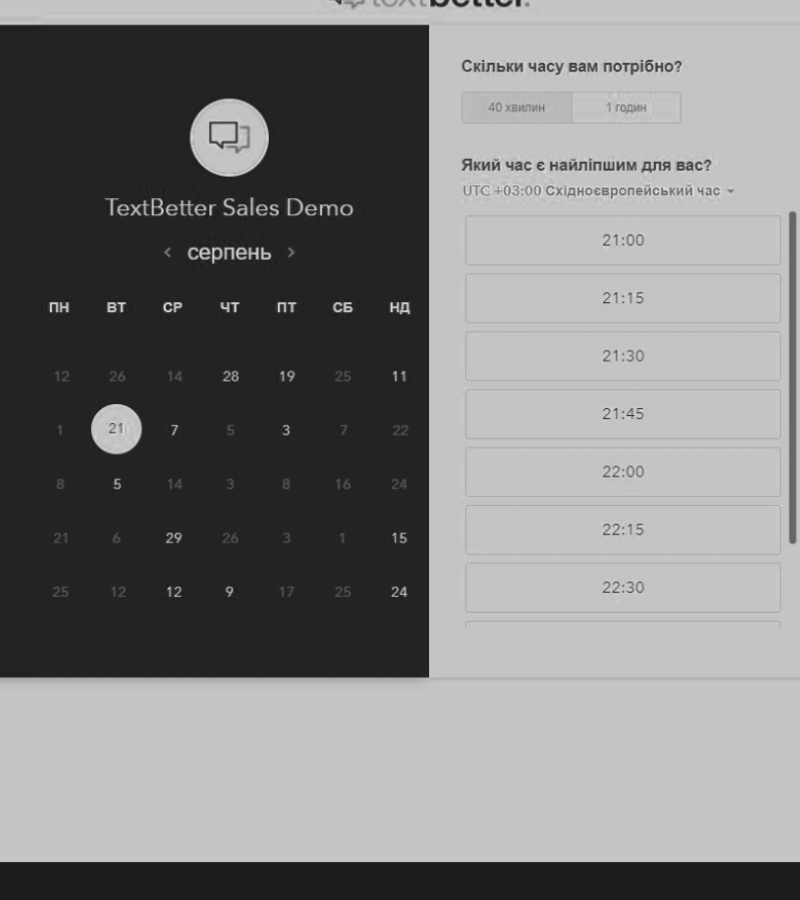 textbetter.
TextBetter Sales Demo
‹ серпень ›
ПН ВТ СР ЧТ ПТ СБ НД
12 26 14 28 19 25 11
1 21 7 5 3 7 22
8 5 14 3 8 16 24
21 6 29 26 3 1 15
25 12 12 9 17 25 24
Скільки часу вам потрібно?
40 хвилин 1 годин
Який час є найліпшим для вас?
UTC +03:00 Східноєвропейський час
21:00
21:15
21:30
21:45
22:00
22:15
22:30